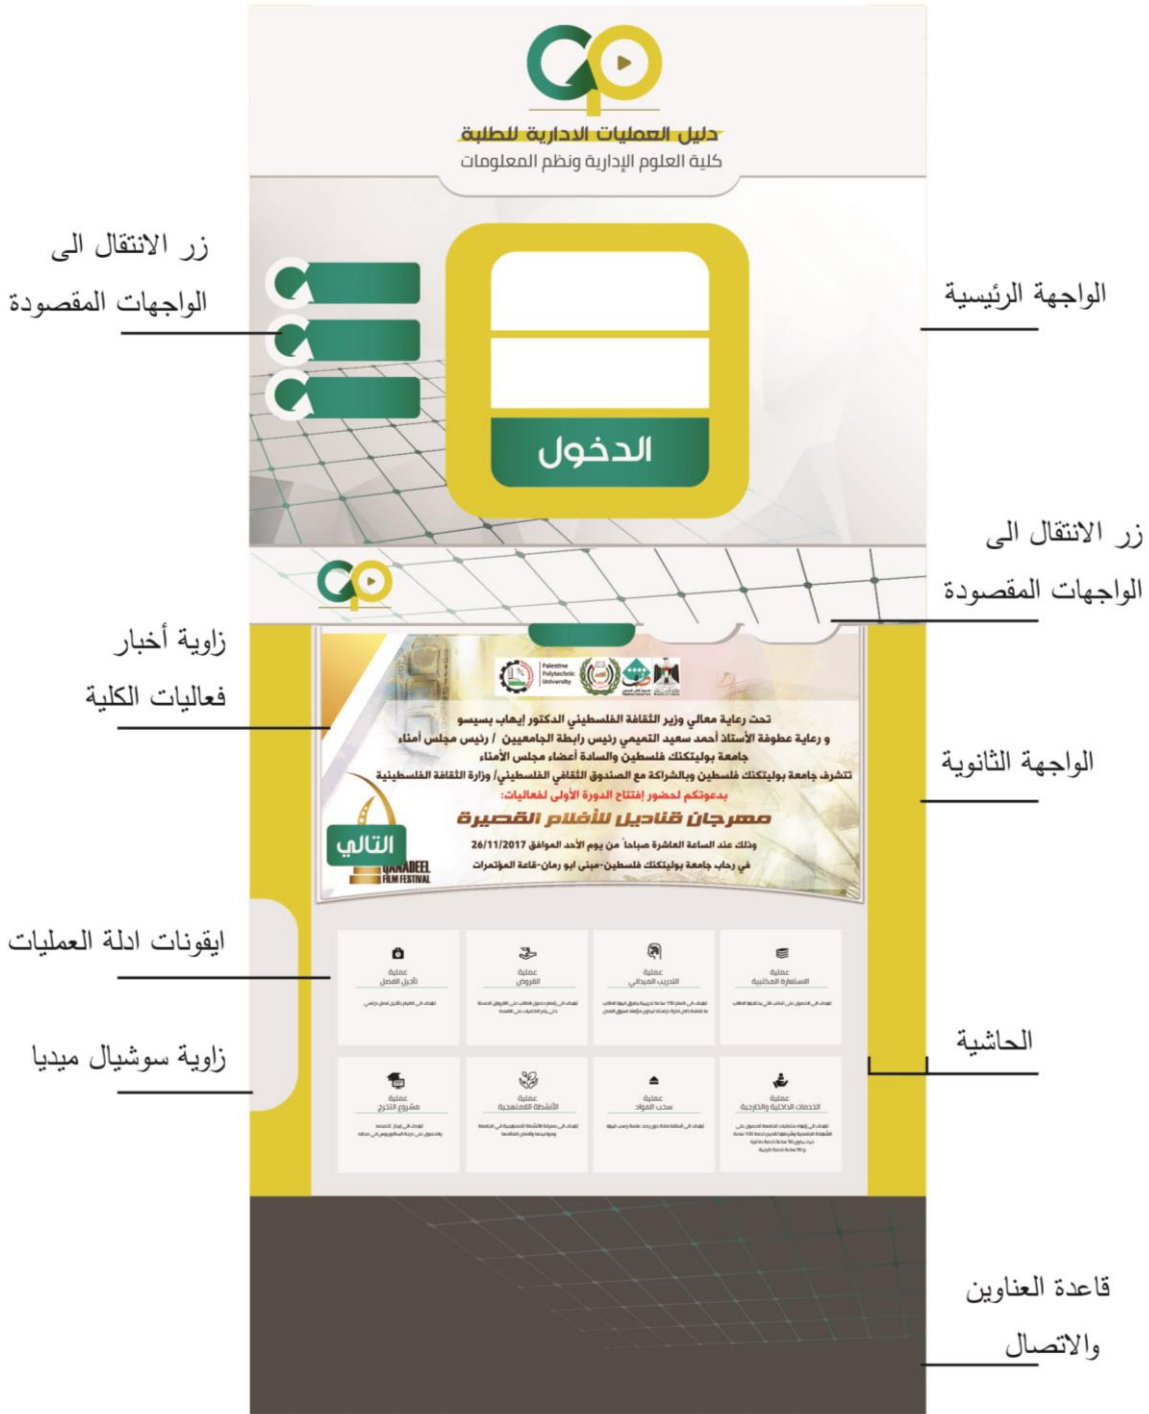 دليل العمليات الادارية للطلبة
كلية العلوم الإدارية ونظم المعلومات
زر الانتقال الى
الواجهات المقصودة
الواجهة الرئيسية
الدخول
زر الانتقال الى
الواجهات المقصودة
زاوية أخبار
فعاليات الكلية
Palestine
Polytechnic
University
تحت رعاية معالي وزير الثقافة الفلسطيني الدكتور إيهاب بسيسو
و رعاية عطوفة الأستاذ أحمد سعيد التميمي رئيس رابطة الجامعيين / رئيس مجلس أمناء
جامعة بوليتكنك فلسطين والسادة أعضاء مجلس الأمناء
تتشرف جامعة بوليتكنك فلسطين وبالشراكة مع الصندوق الثقافي الفلسطيني/ وزارة الثقافة الفلسطينية
بدعوتكم لحضور إفتتاح الدورة الأولى لفعاليات:
مهرجان قناديل للأفلام القصيرة
وذلك عند الساعة العاشرة صباحاً من يوم الأحد الموافق 26/11/2017
في رحاب جامعة بوليتكنك فلسطين-مبنى ابو رمان-قاعة المؤتمرات
التالي
QANADEEL
FILM FESTIVAL
الواجهة الثانوية
ايقونات ادلة العمليات
عملية
الاستعارة المكتبية
عملية
التدريب الميداني
عملية
القروض
عملية
تأجيل الفصل
الحاشية
زاوية سوشيال ميديا
عملية
الخدمات الداخلية والخارجية
عملية
سحب المواد
عملية
الأنشطة اللامنهجية
عملية
مشروع التخرج
قاعدة العناوين
والاتصال